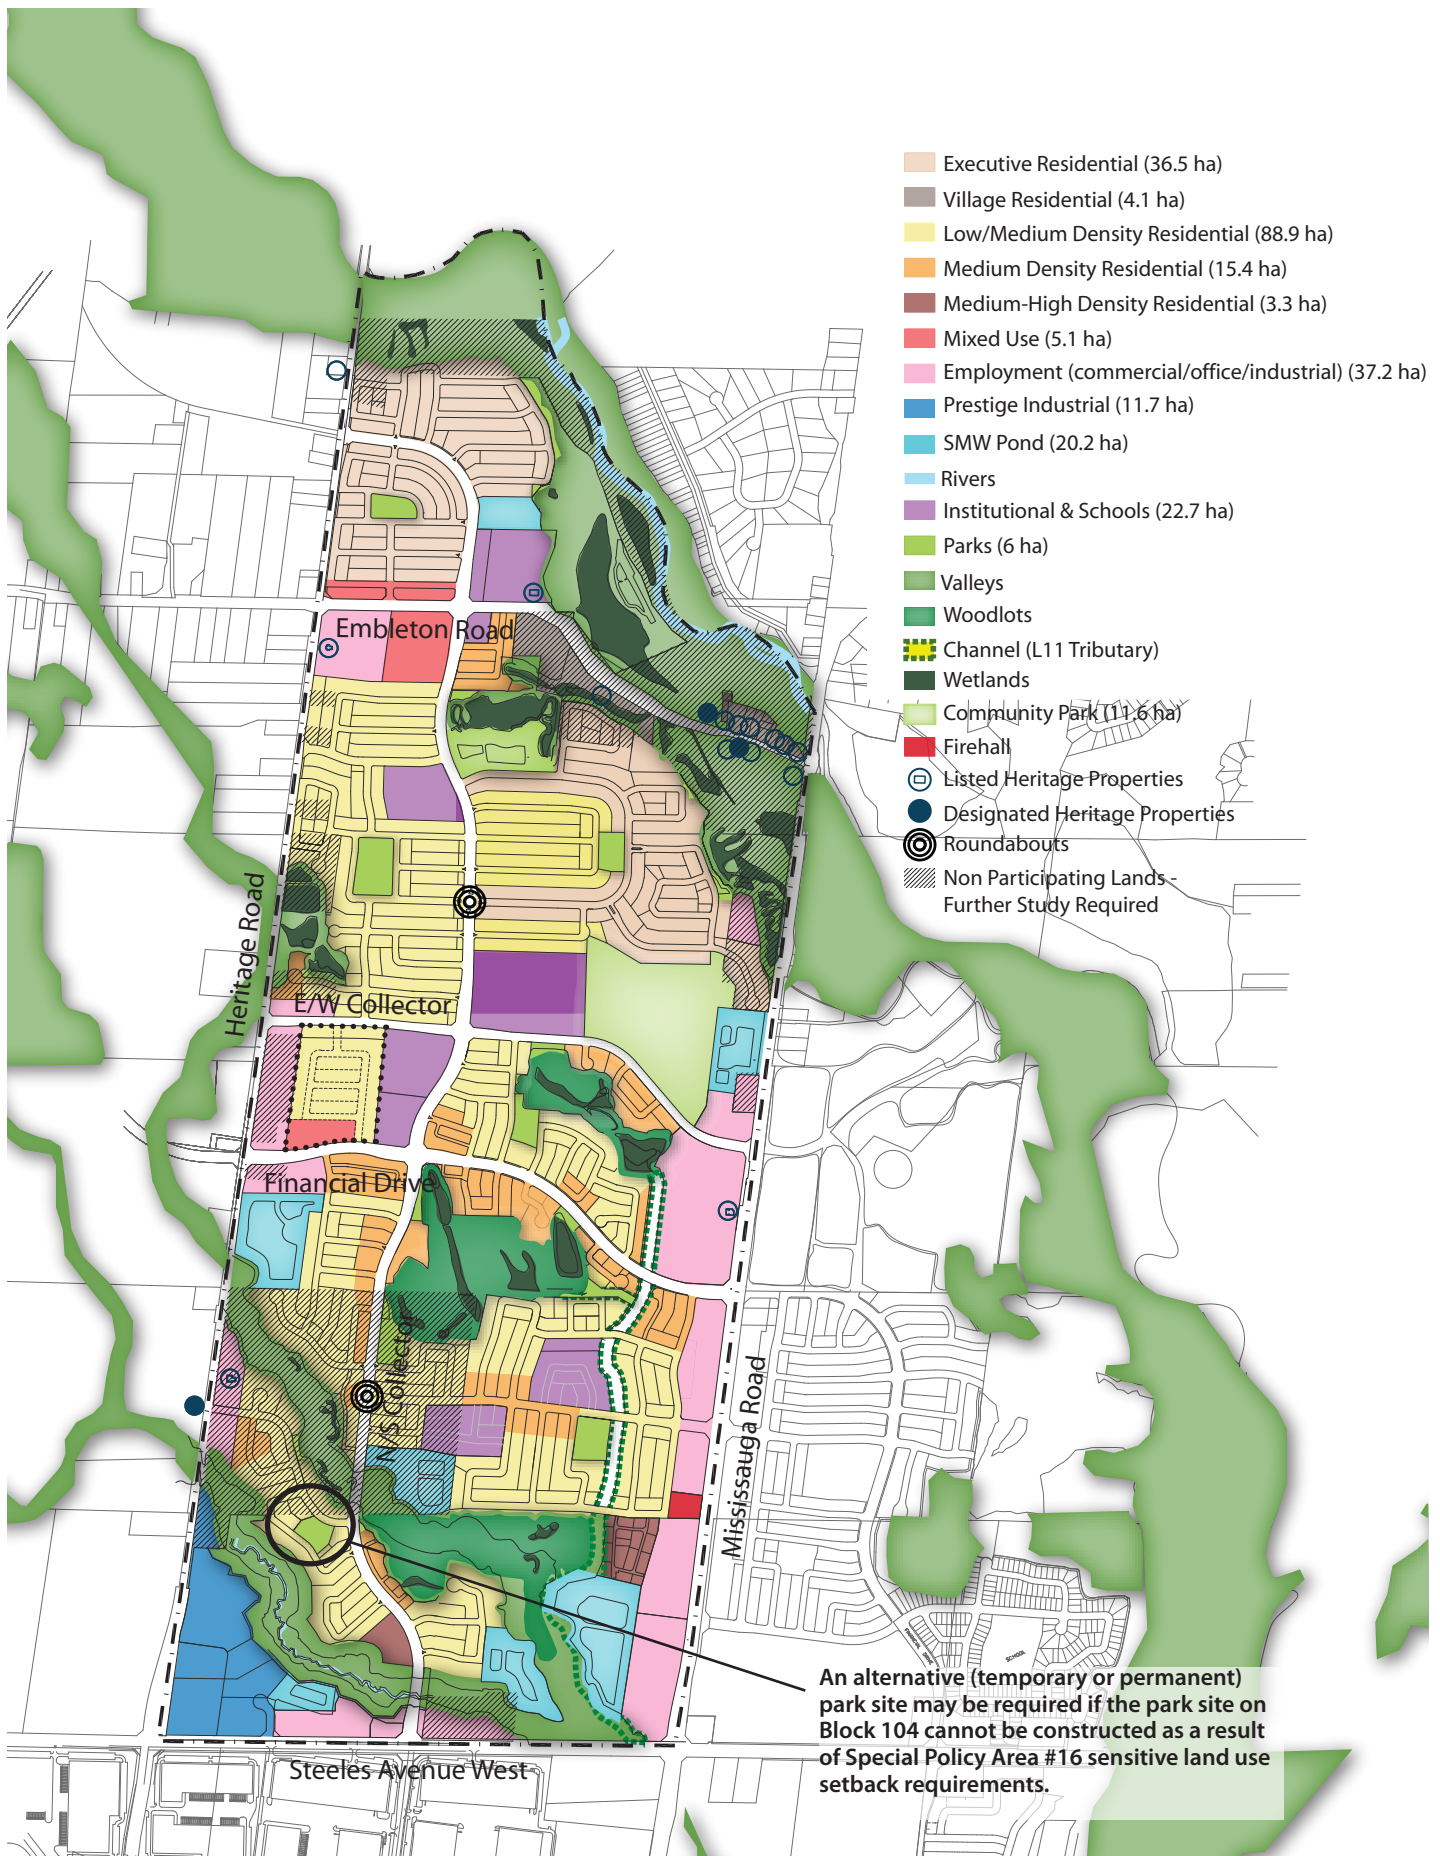 Executive Residential (36.5 ha)
Village Residential (4.1 ha)
Low/Medium Density Residential (88.9 ha)
Medium Density Residential (15.4 ha)
Medium-High Density Residential (3.3 ha)
Mixed Use (5.1 ha)
Employment (commercial/office/industrial) (37.2 ha)
Prestige Industrial (11.7 ha)
SMW Pond (20.2 ha)
Rivers
Institutional & Schools (22.7 ha)
Parks (6 ha)
Valleys
Woodlots
Channel (L11 Tributary)
Wetlands
Community Park (11.6 ha)
Firehall
Listed Heritage Properties
Designated Heritage Properties
Roundabouts
Non Participating Lands -
Further Study Required
Embleton Road
Heritage Road
E/W Collector
Financial Drive
N/S Collector
Mississauga Road
FINANCIAL DRIVE
SCHOOL
An alternative (temporary or permanent)
park site may be required if the park site on
Block 104 cannot be constructed as a result
of Special Policy Area #16 sensitive land use
setback requirements.
Steeles Avenue West